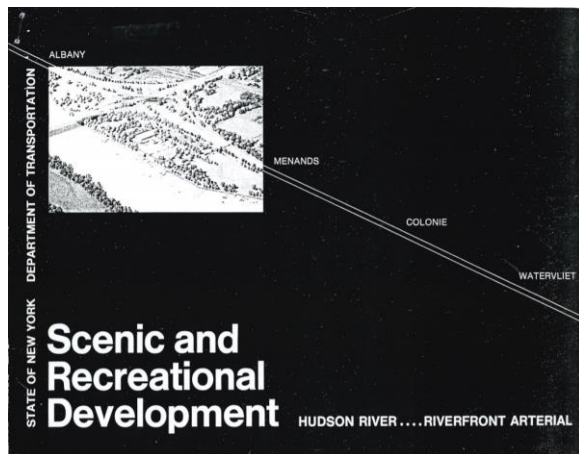 ALBANY
MENANDS
COLONIE
WATERVLIET
STATE OF NEW YORK DEPARTMENT OF TRANSPORTATION
Scenic and
Recreational
Development
HUDSON RIVER....RIVERFRONT ARTERIAL